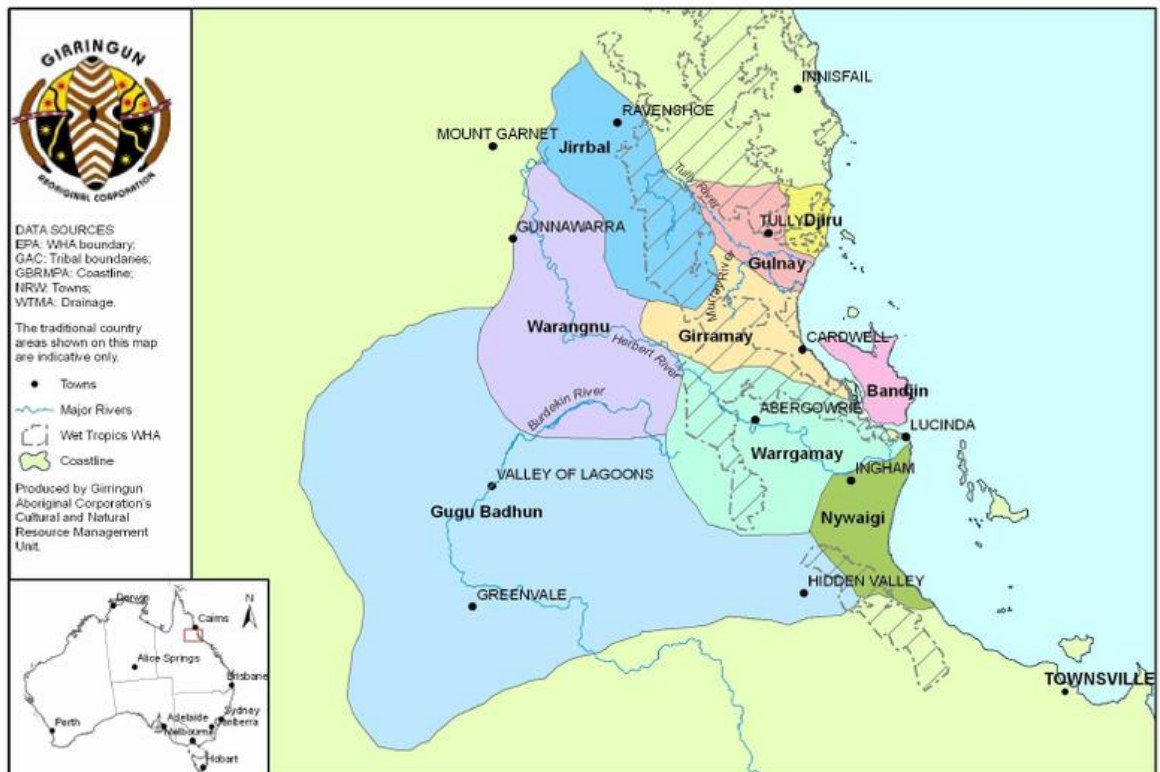 GIRRINGUN
ABORIGINAL CORPORATION
DATA SOURCES
EPA: WHA boundary;
GAC: Tribal boundaries;
GBRMPA: Coastline;
NRW: Towns;
WTMA: Drainage.
The traditional country
areas shown on this map
are indicative only.
Towns
Major Rivers
Wet Tropics WHA
Coastline
Produced by Girringun
Aboriginal Corporation's
Cultural and Natural
Resource Management
Unit.
INNISFAIL
RAVENSHOE
MOUNT GARNET
Jirrbal
Tully River
TULLY
Djiru
GUNNAWARRA
Gulnay
Murray River
Warangnu
Girramay
CARDWELL
Herbert River
Bandjin
Burdekin River
ABERGOWRIE
LUCINDA
Warrgamay
VALLEY OF LAGOONS
INGHAM
Gugu Badhun
Nywaigi
GREENVALE
HIDDEN VALLEY
TOWNSVILLE
Darwin
N
Cairns
Alice Springs
Brisbane
Perth
Adelaide
Sydney
Canberra
Melbourne
Hobart